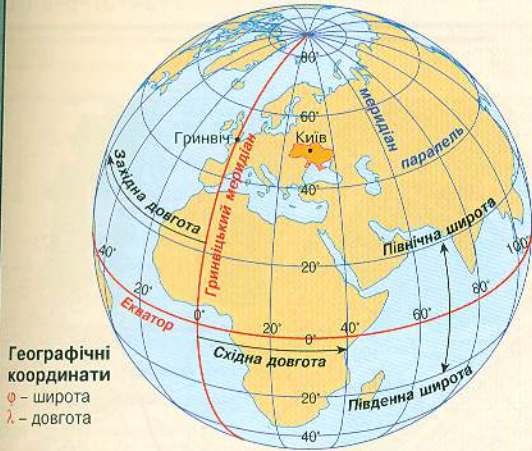 80°
60°
меридіан
Гринвіч
Київ
паралель
40°
Західна довгота
Гринвіцький меридіан
Північна широта
40°
20°
20°
100°
80°
Екватор
0°
20°
0°
40°
Східна довгота
Південна широта
20°
40°
Географічні
координати
φ – широта
λ – довгота